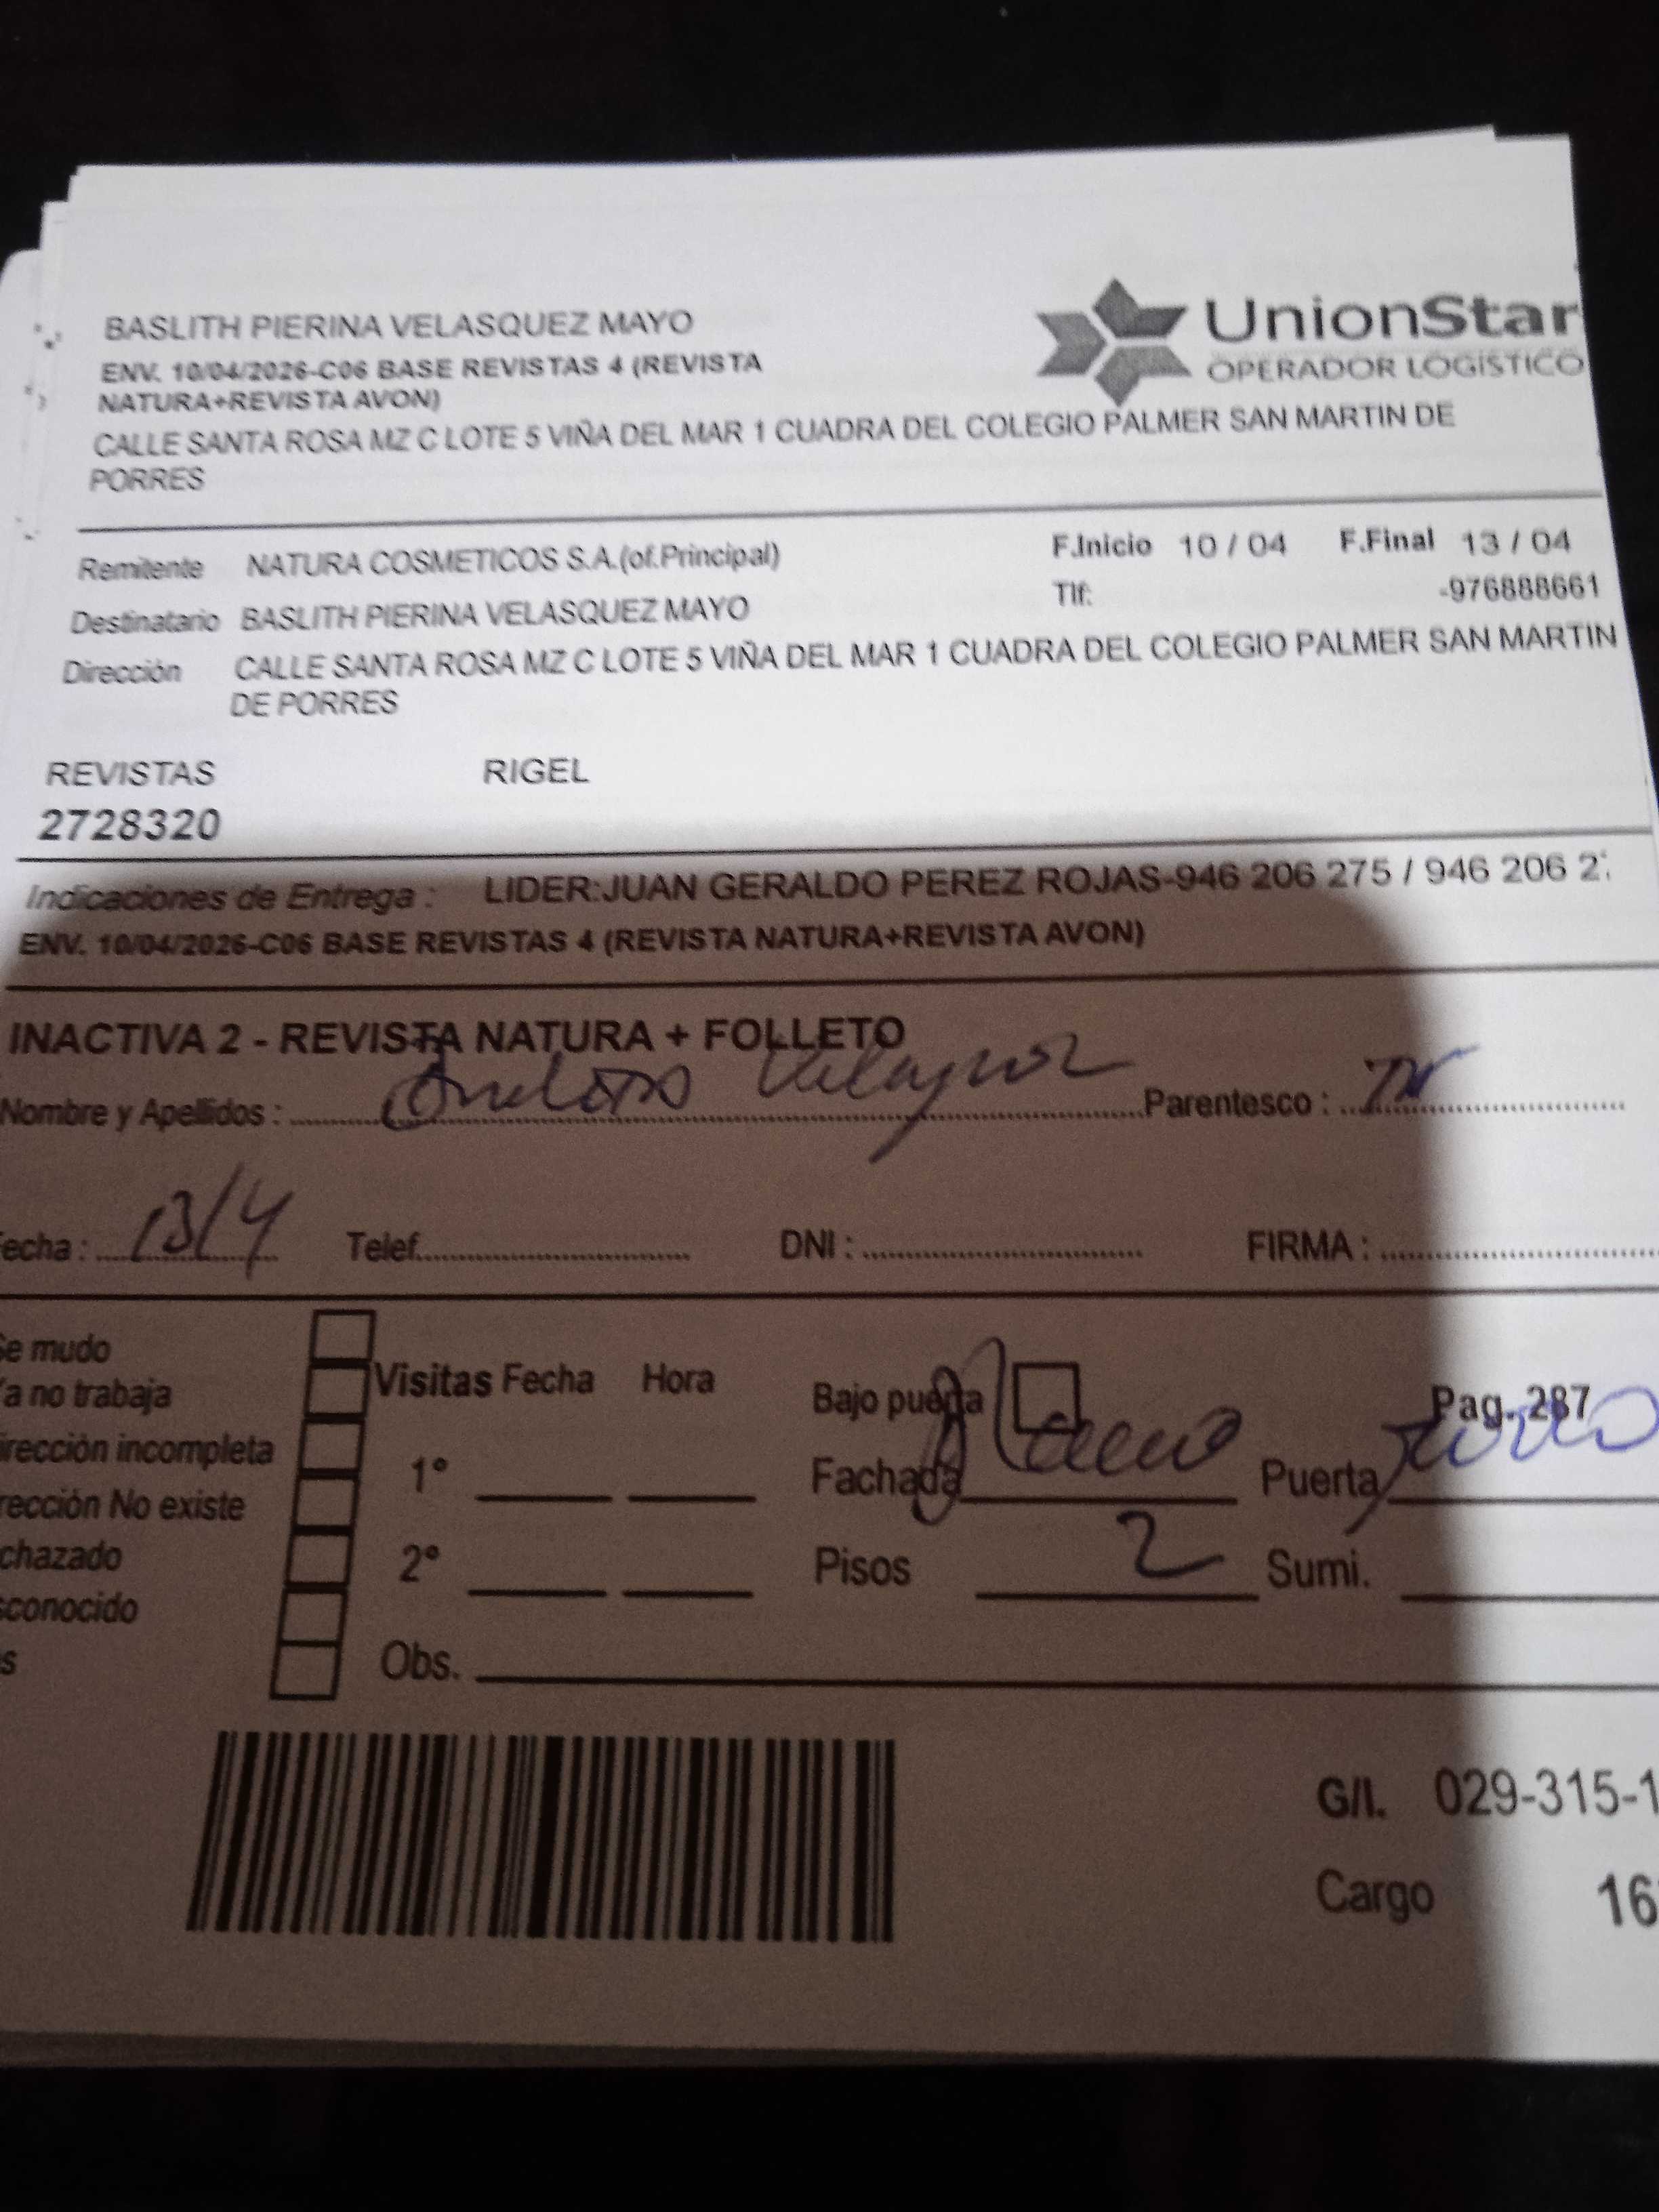 BASLITH PIERINA VELASQUEZ MAYO
ENV. 10/04/2026-C06 BASE REVISTAS 4 (REVISTA
NATURA+REVISTA AVON)
CALLE SANTA ROSA MZ C LOTE 5 VIÑA DEL MAR 1 CUADRA DEL COLEGIO PALMER SAN MARTIN DE
PORRES
UnionStar
OPERADOR LOGÍSTICO
Remitente NATURA COSMETICOS S.A.(of.Principal) F.Inicio 10 / 04 F.Final 13 / 04
Destinatario BASLITH PIERINA VELASQUEZ MAYO Tlf: -976888661
Dirección CALLE SANTA ROSA MZ C LOTE 5 VIÑA DEL MAR 1 CUADRA DEL COLEGIO PALMER SAN MARTIN
DE PORRES
REVISTAS RIGEL
2728320
Indicaciones de Entrega : LIDER:JUAN GERALDO PEREZ ROJAS-946 206 275 / 946 206 2
ENV. 10/04/2026-C06 BASE REVISTAS 4 (REVISTA NATURA+REVISTA AVON)
INACTIVA 2 - REVISTA NATURA + FOLLETO
Nombre y Apellidos : Velasquez Parentesco :
echa : 13/4 Telef. DNI : FIRMA :
Se mudo
Ya no trabaja
irección incompleta
rección No existe
chazado
sconocido
s
Visitas Fecha Hora
1°
2°
Obs.
Bajo puerta Pag. 287
Fachada Puerta
Pisos 2 Sumi.
G/I. 029-315-1
Cargo 16